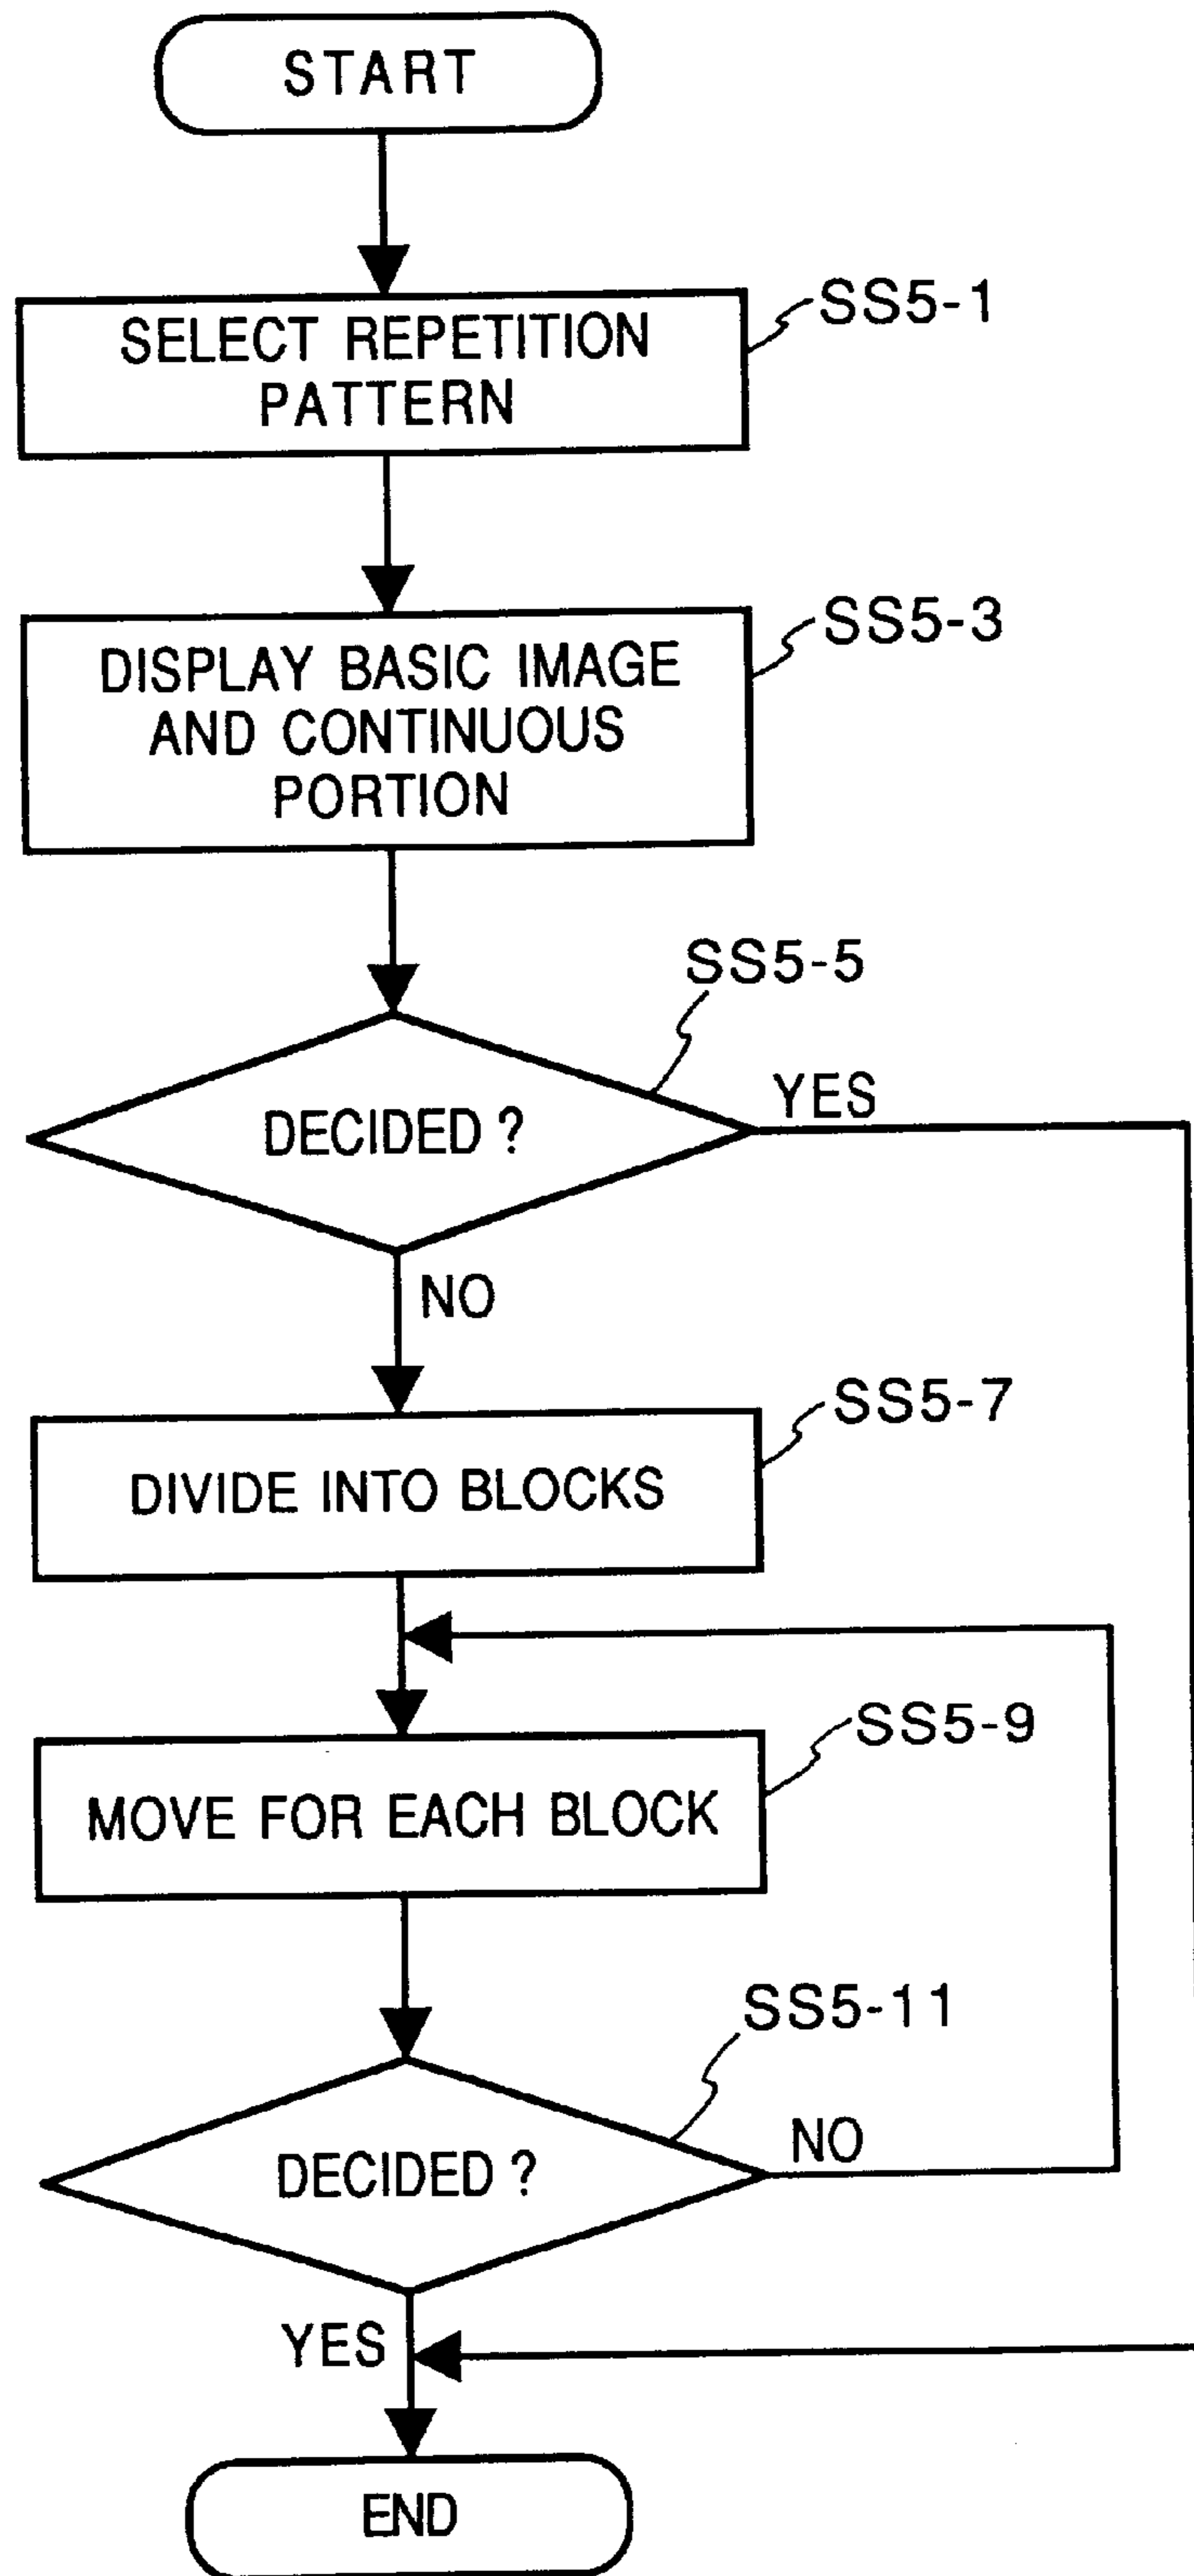 START
SS5-1
SELECT REPETITION
PATTERN
SS5-3
DISPLAY BASIC IMAGE
AND CONTINUOUS
PORTION
SS5-5
DECIDED ?
YES
NO
SS5-7
DIVIDE INTO BLOCKS
SS5-9
MOVE FOR EACH BLOCK
SS5-11
DECIDED ?
NO
YES
END